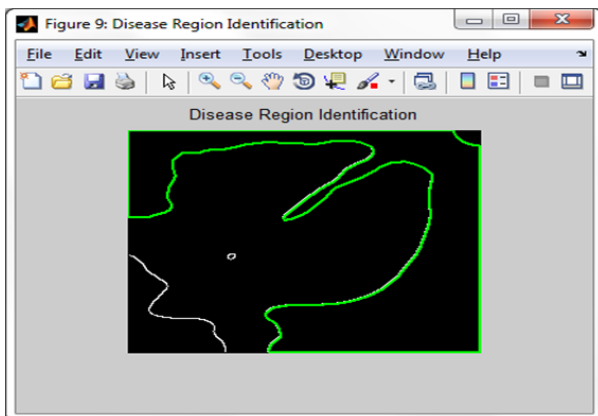 Figure 9: Disease Region Identification
File Edit View Insert Tools Desktop Window Help
Disease Region Identification